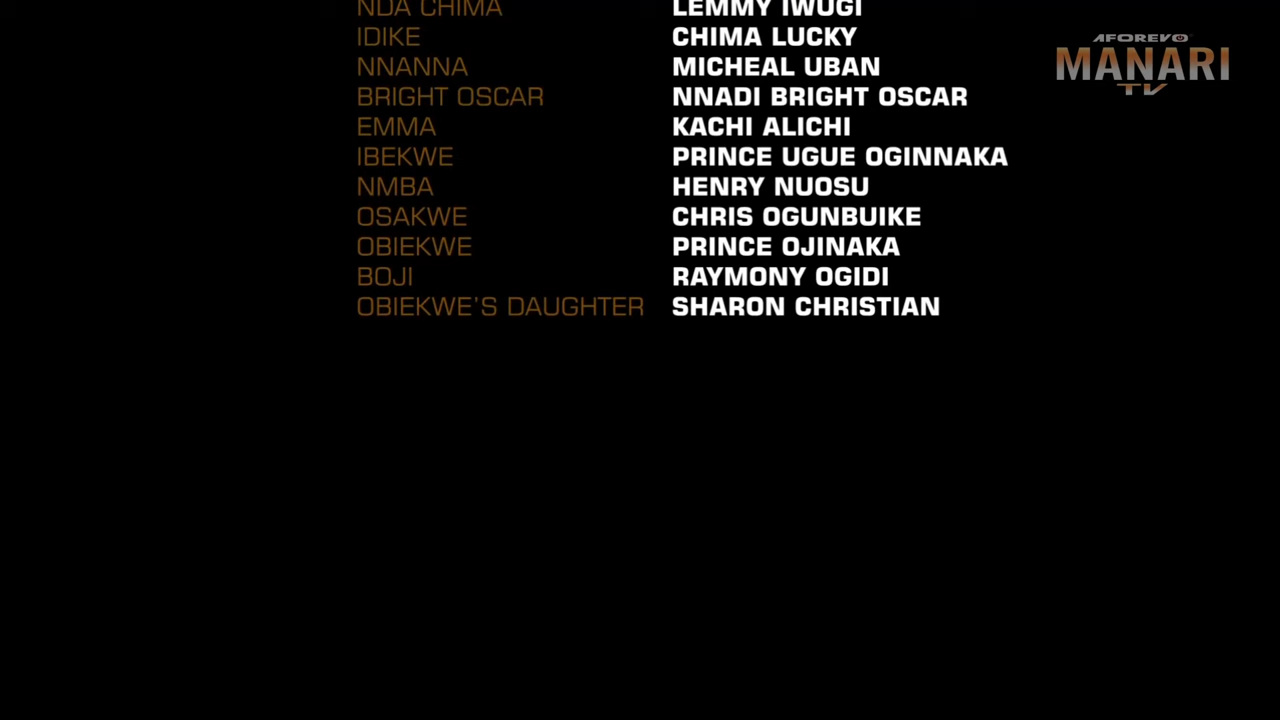 NDA CHIMA LEMMY IWUGI
IDIKE CHIMA LUCKY
NNANNA MICHEAL UBAN
BRIGHT OSCAR NNADI BRIGHT OSCAR
EMMA KACHI ALICHI
IBEKWE PRINCE UGUE OGINNAKA
NMBA HENRY NUOSU
OSAKWE CHRIS OGUNBUIKE
OBIEKWE PRINCE OJINAKA
BOJI RAYMONY OGIDI
OBIEKWE'S DAUGHTER SHARON CHRISTIAN
AFOREVO
MANARI
TV